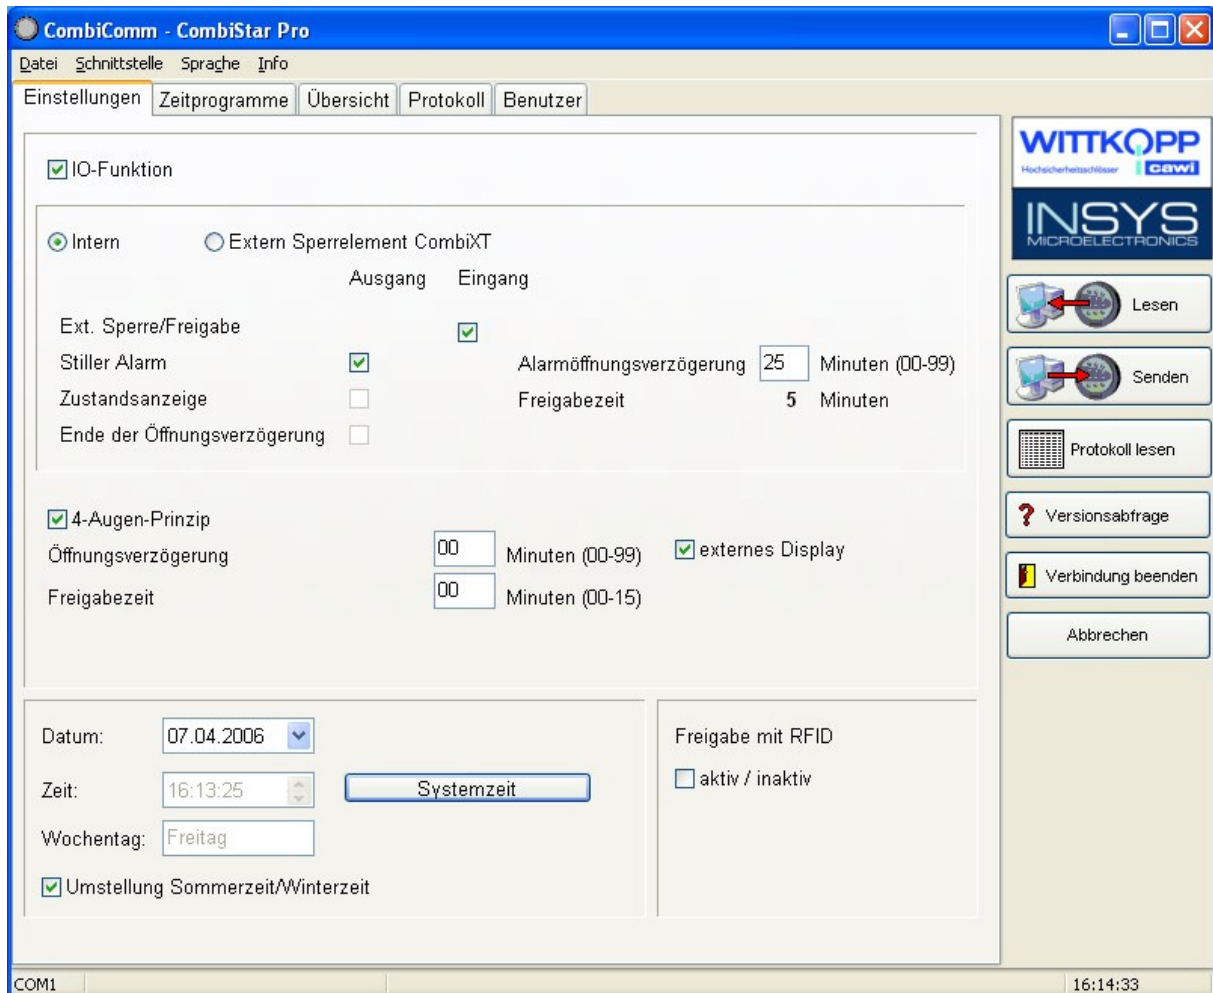 CombiComm - CombiStar Pro
Datei Schnittstelle Sprache Info
Einstellungen Zeitprogramme Übersicht Protokoll Benutzer
IO-Funktion
Intern Extern Sperrelement CombiXT
Ausgang Eingang
Ext. Sperre/Freigabe
Stiller Alarm Alarmöffnungsverzögerung 25 Minuten (00-99)
Zustandsanzeige Freigabezeit 5 Minuten
Ende der Öffnungsverzögerung
4-Augen-Prinzip
Öffnungsverzögerung 00 Minuten (00-99) externes Display
Freigabezeit 00 Minuten (00-15)
Datum: 07.04.2006
Zeit: 16:13:25 Systemzeit
Wochentag: Freitag
Umstellung Sommerzeit/Winterzeit
Freigabe mit RFID
aktiv / inaktiv
WITTKOPP
Hochsicherheitsschlösser cawi
INSYS
MICROELECTRONICS
Lesen
Senden
Protokoll lesen
? Versionsabfrage
Verbindung beenden
Abbrechen
COM1 16:14:33